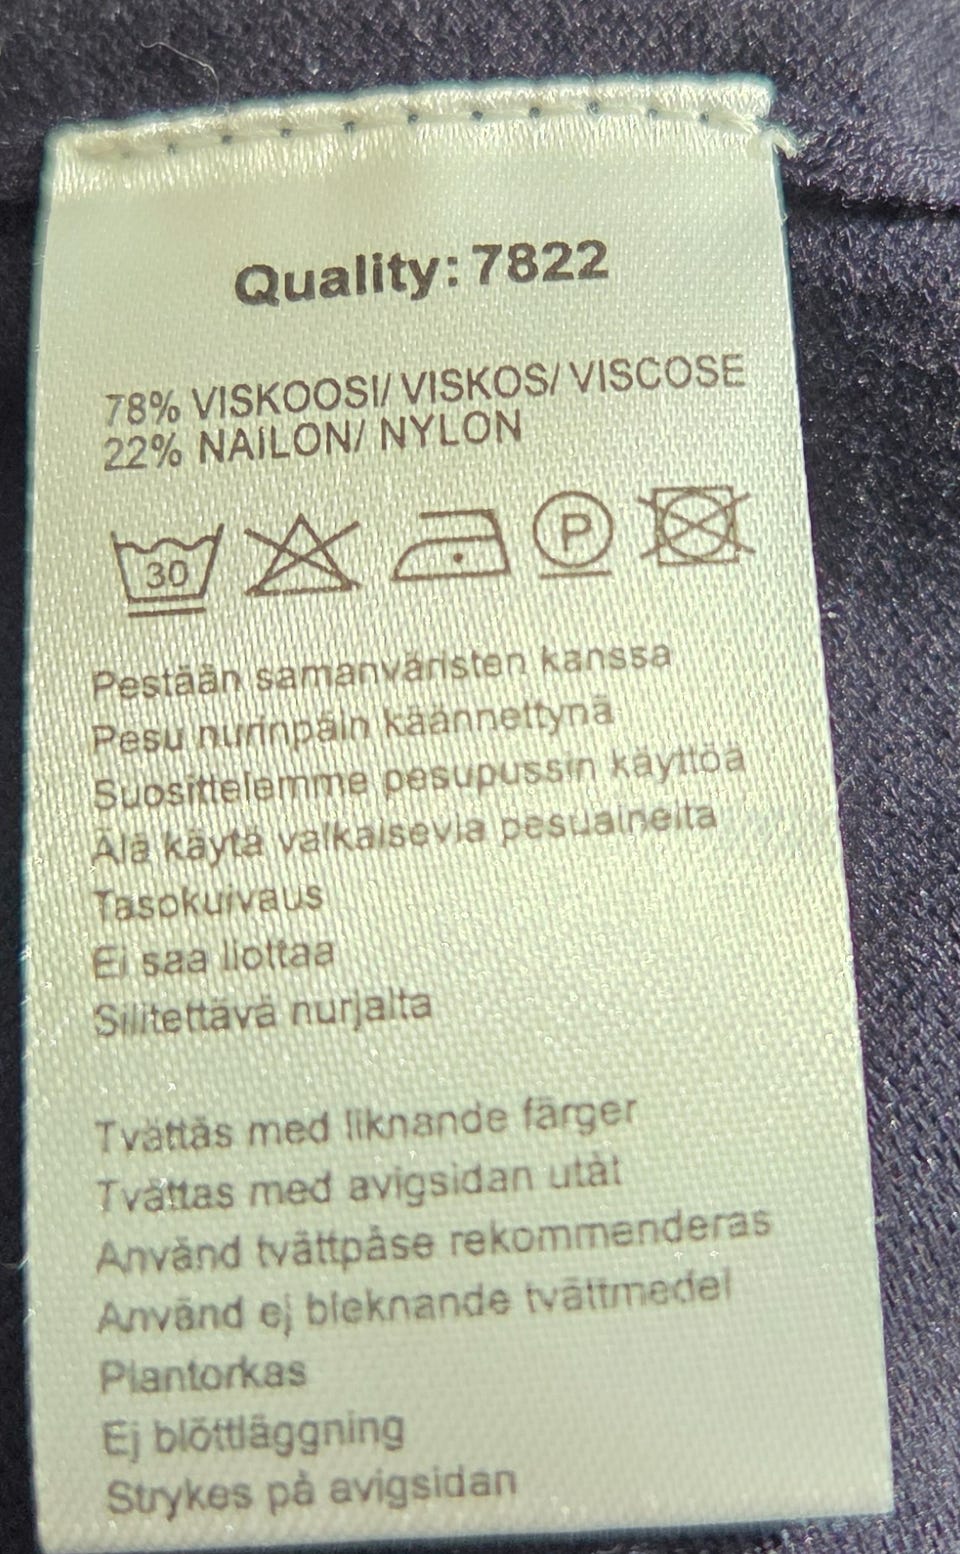 Quality: 7822
78% VISKOOSI/ VISKOS/ VISCOSE
22% NAILON/ NYLON
30
P
Pestään samanväristen kanssa
Pesu nurinpäin käännettynä
Suosittelemme pesupussin käyttöä
Älä käytä valkaisevia pesuaineita
Tasokuivaus
Ei saa liottaa
Silitettävä nurjalta
Tvättäs med liknande färger
Tvättas med avigsidan utåt
Använd tvättpåse rekommenderas
Använd ej bleknande tvättmedel
Plantorkas
Ej blöttläggning
Strykes på avigsidan